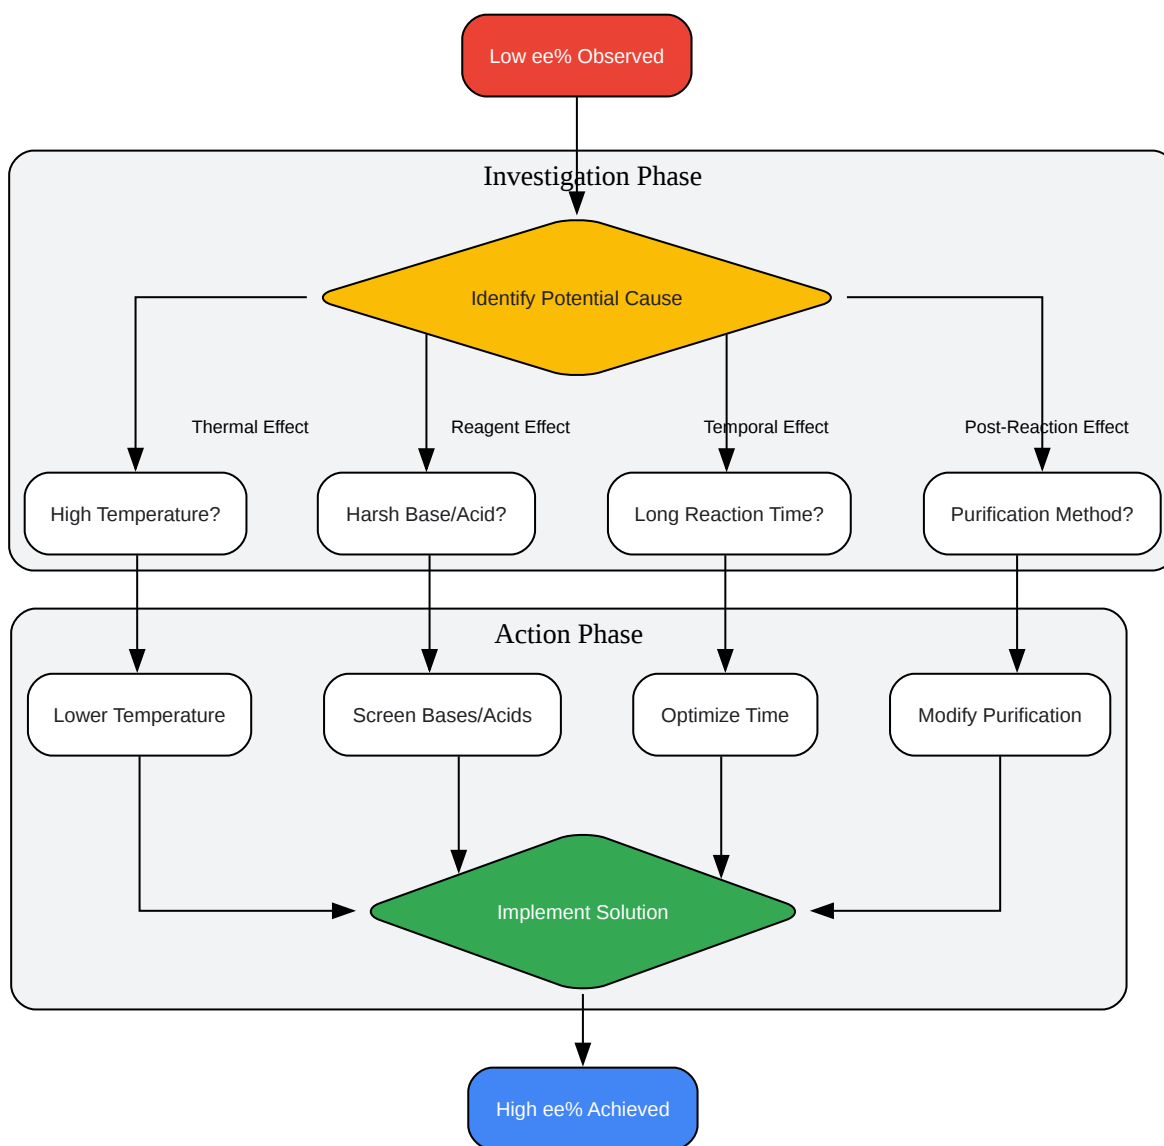 Low ee% Observed
Investigation Phase
Identify Potential Cause
Thermal Effect
Reagent Effect
Temporal Effect
Post-Reaction Effect
High Temperature?
Harsh Base/Acid?
Long Reaction Time?
Purification Method?
Action Phase
Lower Temperature
Screen Bases/Acids
Optimize Time
Modify Purification
Implement Solution
High ee% Achieved